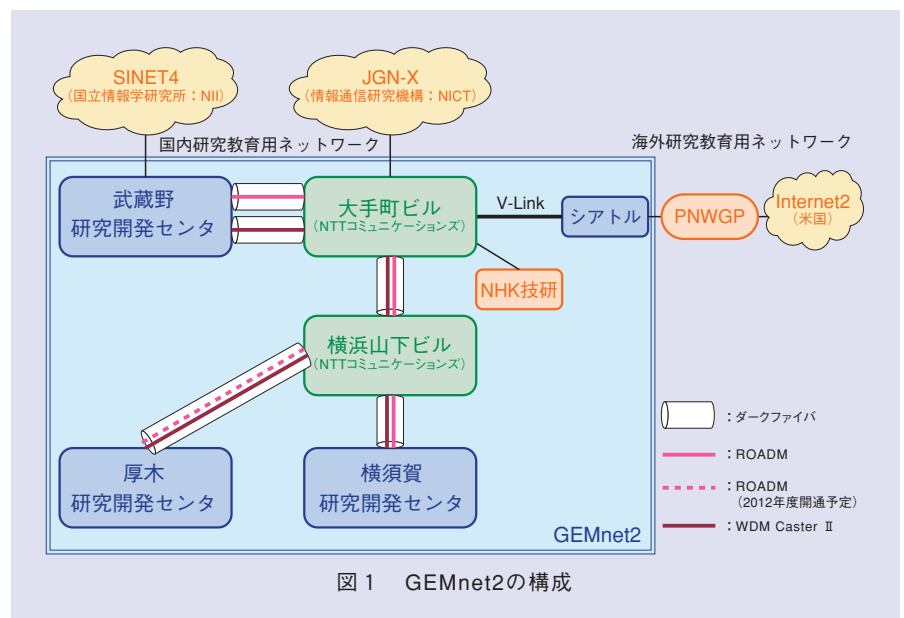 SINET4
(国立情報学研究所:NII)
JGN-X
(情報通信研究機構:NICT)
国内研究教育用ネットワーク
海外研究教育用ネットワーク
武蔵野
研究開発センタ
大手町ビル
(NTTコミュニケーションズ)
V-Link
シアトル
PNWGP
Internet2
(米国)
NHK技研
横浜山下ビル
(NTTコミュニケーションズ)
厚木
研究開発センタ
横須賀
研究開発センタ
:ダークファイバ
:ROADM
:ROADM
(2012年度開通予定)
:WDM Caster Ⅱ
GEMnet2
図1 GEMnet2の構成